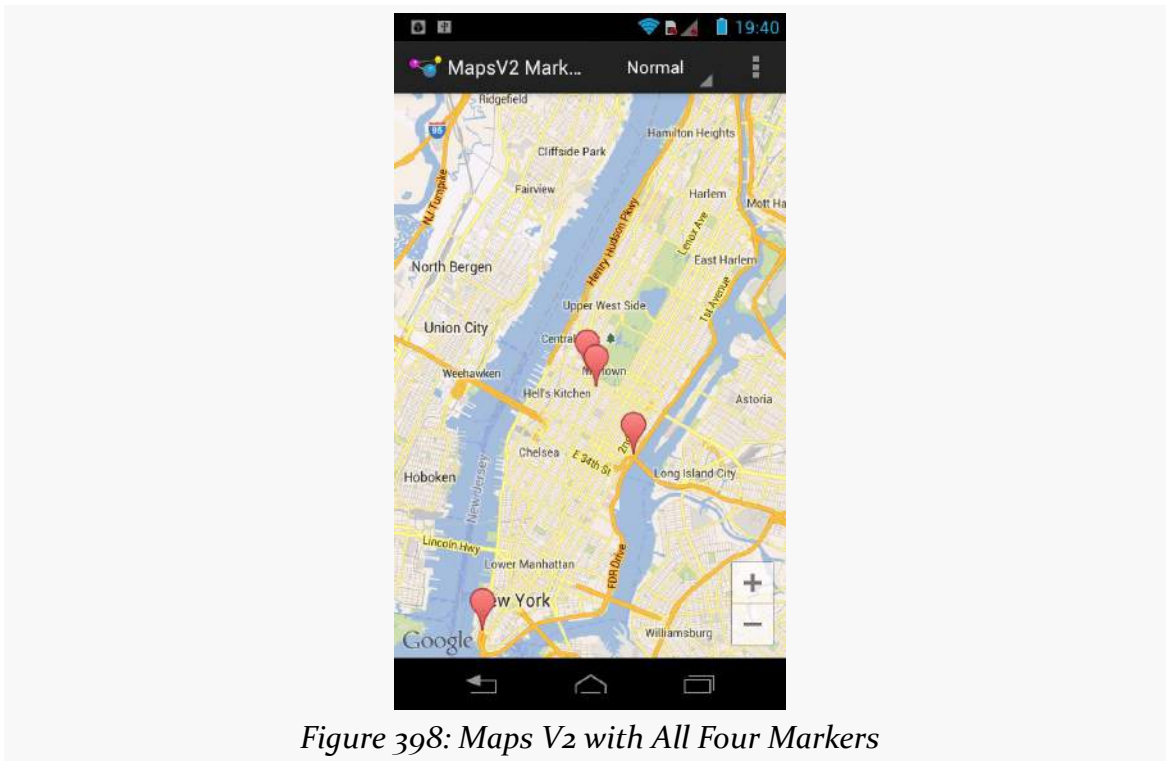 19:40
MapsV2 Mark...
Normal
Ridgefield
95
Hamilton Heights
Cliffside Park
Fairview
Harlem
Mott Ha
NJ Turnpike
Lenox Ave
Henry Hudson Pkwy
East Harlem
North Bergen
1st Avenue
Upper West Side
Union City
Central
Weehawken
Hell's Kitchen
Astoria
2nd
Chelsea
E 34th St
Long Island City
Hoboken
New Jersey
Lincoln Hwy
Lower Manhattan
FDR Drive
+
ew York
−
Williamsburg
Google
Figure 398: Maps V2 with All Four Markers